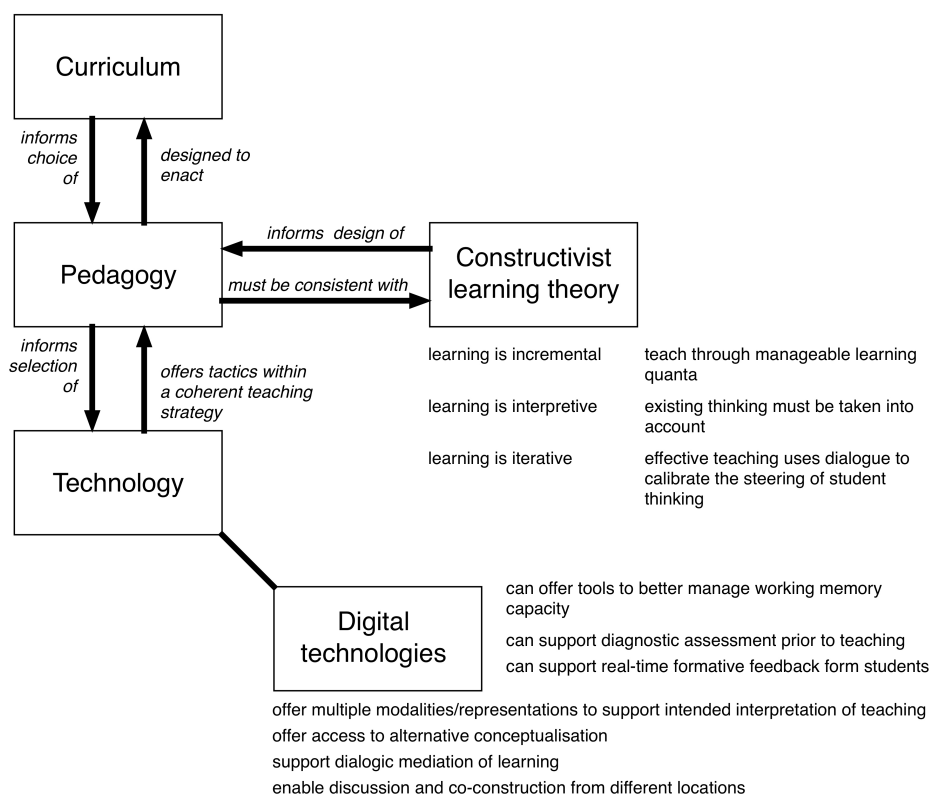 Curriculum
informs
choice
of
designed to
enact
Pedagogy
informs design of
must be consistent with
Constructivist
learning theory
informs
selection
of
offers tactics within
a coherent teaching
strategy
Technology
learning is incremental
teach through manageable learning
quanta
learning is interpretive
existing thinking must be taken into
account
learning is iterative
effective teaching uses dialogue to
calibrate the steering of student
thinking
Digital
technologies
can offer tools to better manage working memory
capacity
can support diagnostic assessment prior to teaching
can support real-time formative feedback form students
offer multiple modalities/representations to support intended interpretation of teaching
offer access to alternative conceptualisation
support dialogic mediation of learning
enable discussion and co-construction from different locations